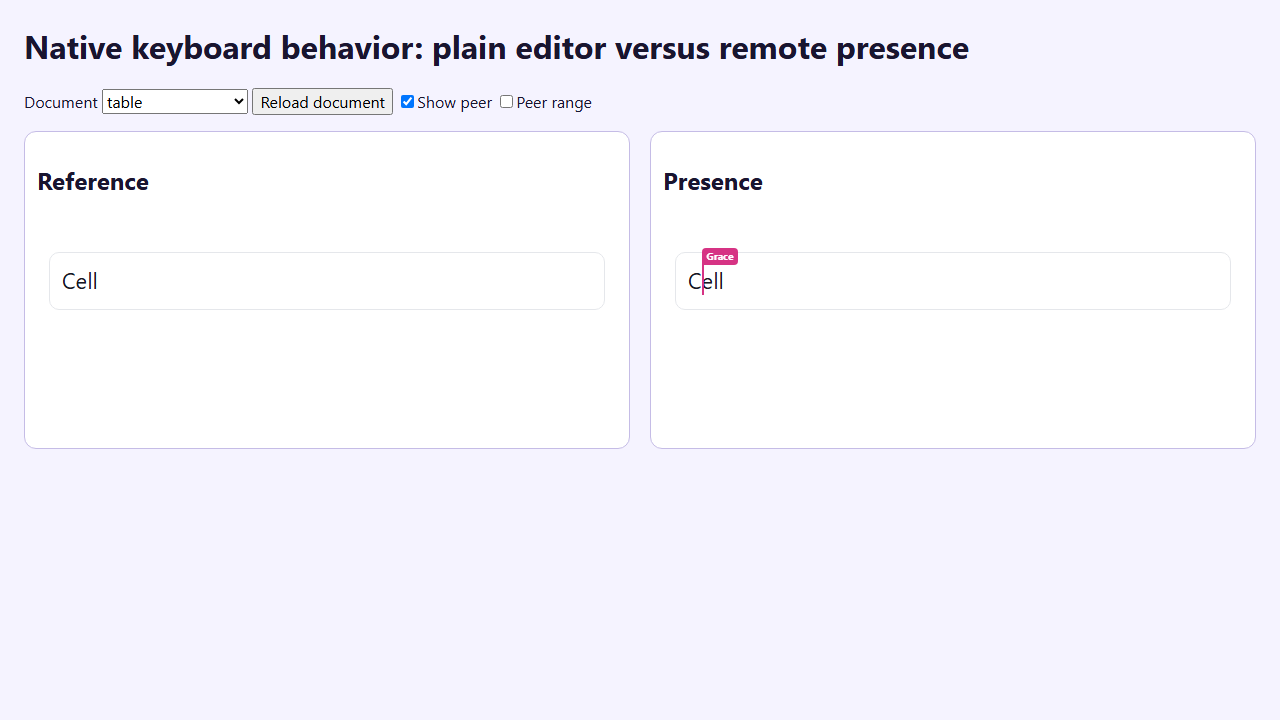 Native keyboard behavior: plain editor versus remote presence
Document table Reload document Show peer Peer range
Reference
Cell
Presence
Grace
Cell